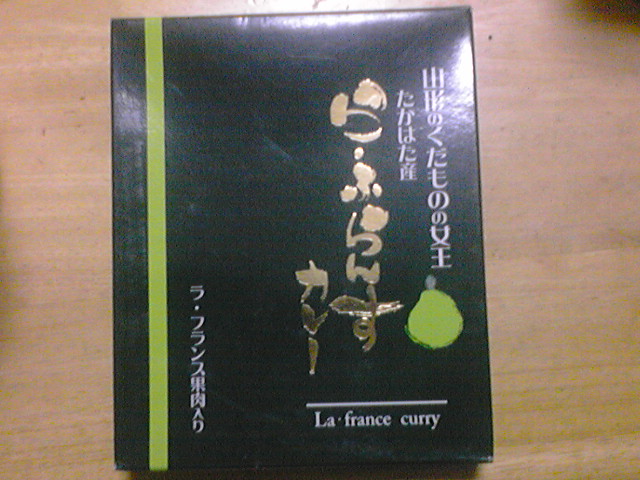 山形のくだものの女王
たかはた産
ら・ふらんす
カレー
ラ・フランス果肉入り
La・france curry